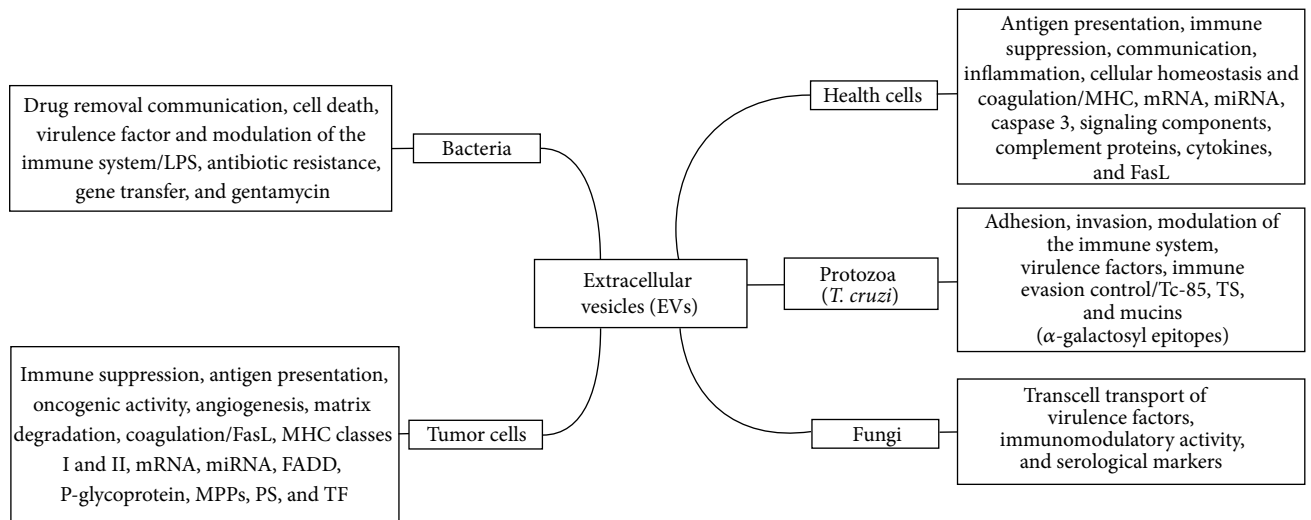 Drug removal communication, cell death,
virulence factor and modulation of the
immune system/LPS, antibiotic resistance,
gene transfer, and gentamycin
Bacteria
Immune suppression, antigen presentation,
oncogenic activity, angiogenesis, matrix
degradation, coagulation/FasL, MHC classes
I and II, mRNA, miRNA, FADD,
P-glycoprotein, MPPs, PS, and TF
Tumor cells
Extracellular
vesicles (EVs)
Health cells
Antigen presentation, immune
suppression, communication,
inflammation, cellular homeostasis and
coagulation/MHC, mRNA, miRNA,
caspase 3, signaling components,
complement proteins, cytokines,
and FasL
Protozoa
(T. cruzi)
Adhesion, invasion, modulation of
the immune system,
virulence factors, immune
evasion control/Tc-85, TS,
and mucins
(α-galactosyl epitopes)
Fungi
Transcell transport of
virulence factors,
immunomodulatory activity,
and serological markers